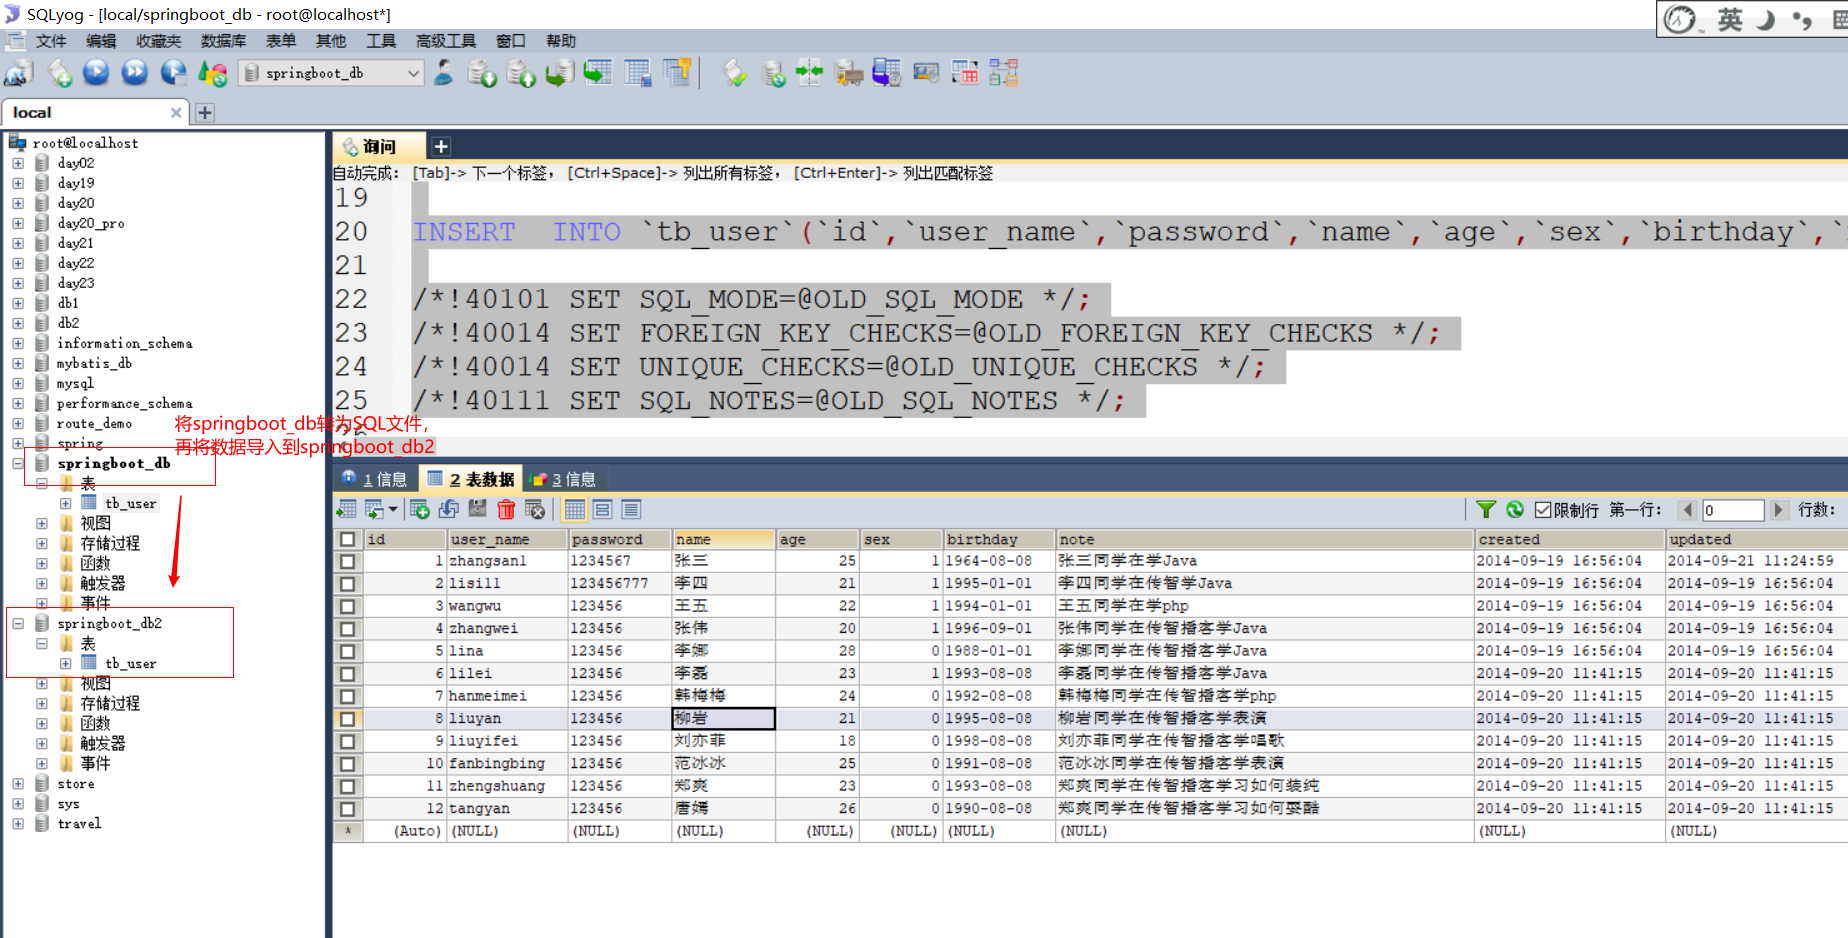 SQLyog - [local/springboot_db - root@localhost*]
英
文件 编辑 收藏夹 数据库 表单 其他 工具 高级工具 窗口 帮助
springboot_db
local
root@localhost
day02
day19
day20
day20_pro
day21
day22
day23
db1
db2
information_schema
mybatis_db
mysql
performance_schema
route_demo
spring
springboot_db
表
tb_user
视图
存储过程
函数
触发器
事件
springboot_db2
表
tb_user
视图
存储过程
函数
触发器
事件
store
sys
travel
将springboot_db转为SQL文件,
再将数据导入到springboot_db2
询问
自动完成: [Tab]-> 下一个标签, [Ctrl+Space]-> 列出所有标签, [Ctrl+Enter]-> 列出匹配标签
19
20 INSERT  INTO `tb_user`(`id`,`user_name`,`password`,`name`,`age`,`sex`,`birthday`,`
21
22 /*!40101 SET SQL_MODE=@OLD_SQL_MODE */;
23 /*!40014 SET FOREIGN_KEY_CHECKS=@OLD_FOREIGN_KEY_CHECKS */;
24 /*!40014 SET UNIQUE_CHECKS=@OLD_UNIQUE_CHECKS */;
25 /*!40111 SET SQL_NOTES=@OLD_SQL_NOTES */;
1 信息 2 表数据 3 信息
限制行 第一行: 0 行数:
id user_name password name age sex birthday note created updated
1 zhangsan1 1234567 张三 25 1 1964-08-08 张三同学在学Java 2014-09-19 16:56:04 2014-09-21 11:24:59
2 lisi11 123456777 李四 21 1 1995-01-01 李四同学在传智学Java 2014-09-19 16:56:04 2014-09-19 16:56:04
3 wangwu 123456 王五 22 1 1994-01-01 王五同学在学php 2014-09-19 16:56:04 2014-09-19 16:56:04
4 zhangwei 123456 张伟 20 1 1996-09-01 张伟同学在传智播客学Java 2014-09-19 16:56:04 2014-09-19 16:56:04
5 lina 123456 李娜 28 0 1988-01-01 李娜同学在传智播客学Java 2014-09-19 16:56:04 2014-09-19 16:56:04
6 lilei 123456 李磊 23 1 1993-08-08 李磊同学在传智播客学Java 2014-09-20 11:41:15 2014-09-20 11:41:15
7 hanmeimei 123456 韩梅梅 24 0 1992-08-08 韩梅梅同学在传智播客学php 2014-09-20 11:41:15 2014-09-20 11:41:15
8 liuyan 123456 柳岩 21 0 1995-08-08 柳岩同学在传智播客学表演 2014-09-20 11:41:15 2014-09-20 11:41:15
9 liuyifei 123456 刘亦菲 18 0 1998-08-08 刘亦菲同学在传智播客学唱歌 2014-09-20 11:41:15 2014-09-20 11:41:15
10 fanbingbing 123456 范冰冰 25 0 1991-08-08 范冰冰同学在传智播客学表演 2014-09-20 11:41:15 2014-09-20 11:41:15
11 zhengshuang 123456 郑爽 23 0 1993-08-08 郑爽同学在传智播客学习如何装纯 2014-09-20 11:41:15 2014-09-20 11:41:15
12 tangyan 123456 唐嫣 26 0 1990-08-08 郑爽同学在传智播客学习如何耍酷 2014-09-20 11:41:15 2014-09-20 11:41:15
* (Auto) (NULL) (NULL) (NULL) (NULL) (NULL) (NULL) (NULL) (NULL) (NULL)